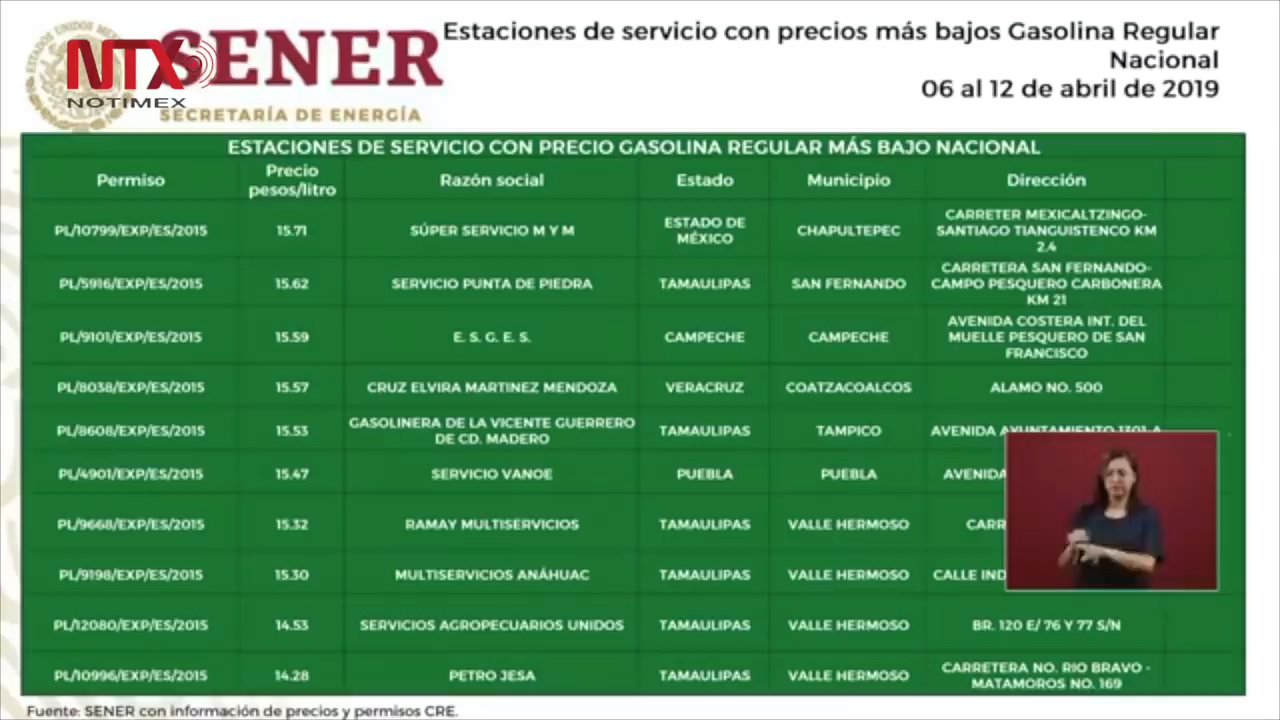 NTX
NOTIMEX
SENER
SECRETARÍA DE ENERGÍA
Estaciones de servicio con precios más bajos Gasolina Regular
Nacional
06 al 12 de abril de 2019
ESTACIONES DE SERVICIO CON PRECIO GASOLINA REGULAR MÁS BAJO NACIONAL
Permiso Precio pesos/litro Razón social Estado Municipio Dirección
PL/10799/EXP/ES/2015 15.71 SÚPER SERVICIO M Y M ESTADO DE MÉXICO CHAPULTEPEC CARRETER MEXICALTZINGO-SANTIAGO TIANGUISTENCO KM 2.4
PL/5916/EXP/ES/2015 15.62 SERVICIO PUNTA DE PIEDRA TAMAULIPAS SAN FERNANDO CARRETERA SAN FERNANDO-CAMPO PESQUERO CARBONERA KM 21
PL/9101/EXP/ES/2015 15.59 E. S. G. E. S. CAMPECHE CAMPECHE AVENIDA COSTERA INT. DEL MUELLE PESQUERO DE SAN FRANCISCO
PL/8038/EXP/ES/2015 15.57 CRUZ ELVIRA MARTINEZ MENDOZA VERACRUZ COATZACOALCOS ALAMO NO. 500
PL/8608/EXP/ES/2015 15.53 GASOLINERA DE LA VICENTE GUERRERO DE CD. MADERO TAMAULIPAS TAMPICO AVENIDA AYUNTAMIENTO 1301 A
PL/4901/EXP/ES/2015 15.47 SERVICIO VANOE PUEBLA PUEBLA AVENIDA
PL/9668/EXP/ES/2015 15.32 RAMAY MULTISERVICIOS TAMAULIPAS VALLE HERMOSO CARR
PL/9198/EXP/ES/2015 15.30 MULTISERVICIOS ANÁHUAC TAMAULIPAS VALLE HERMOSO CALLE IND
PL/12080/EXP/ES/2015 14.53 SERVICIOS AGROPECUARIOS UNIDOS TAMAULIPAS VALLE HERMOSO BR. 120 E/ 76 Y 77 S/N
PL/10996/EXP/ES/2015 14.28 PETRO JESA TAMAULIPAS VALLE HERMOSO CARRETERA NO. RIO BRAVO - MATAMOROS NO. 169
Fuente: SENER con información de precios y permisos CRE.